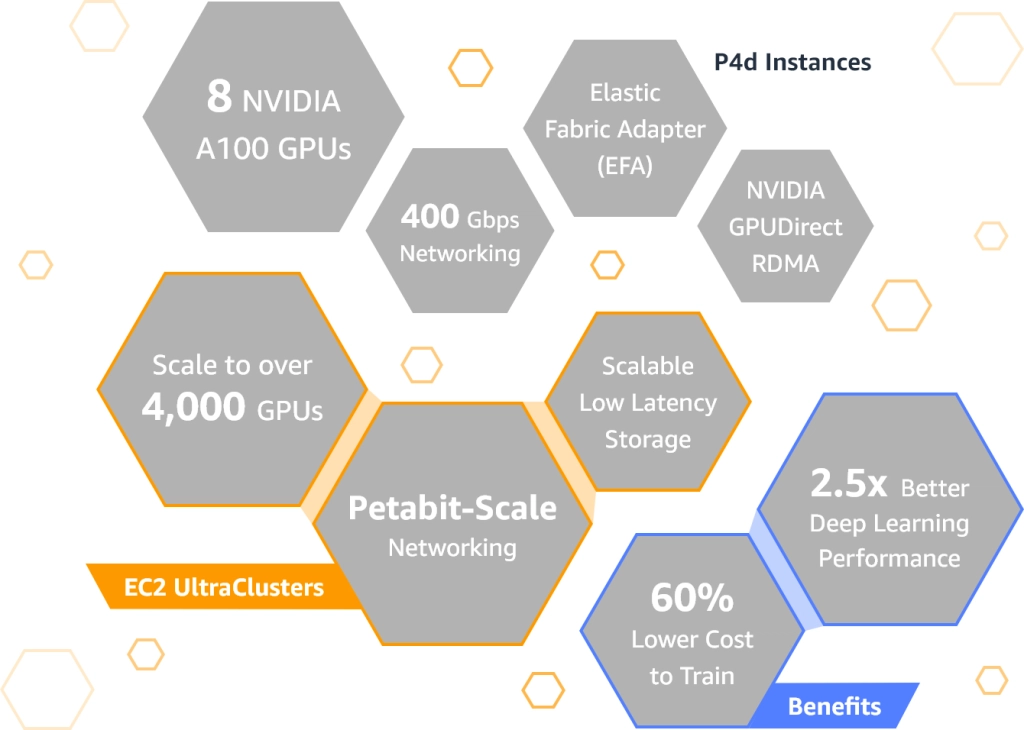 P4d Instances
8 NVIDIA
A100 GPUs
400 Gbps
Networking
Elastic
Fabric Adapter
(EFA)
NVIDIA
GPUDirect
RDMA
Scale to over
4,000 GPUs
Petabit-Scale
Networking
Scalable
Low Latency
Storage
EC2 UltraClusters
2.5x Better
Deep Learning
Performance
60%
Lower Cost
to Train
Benefits